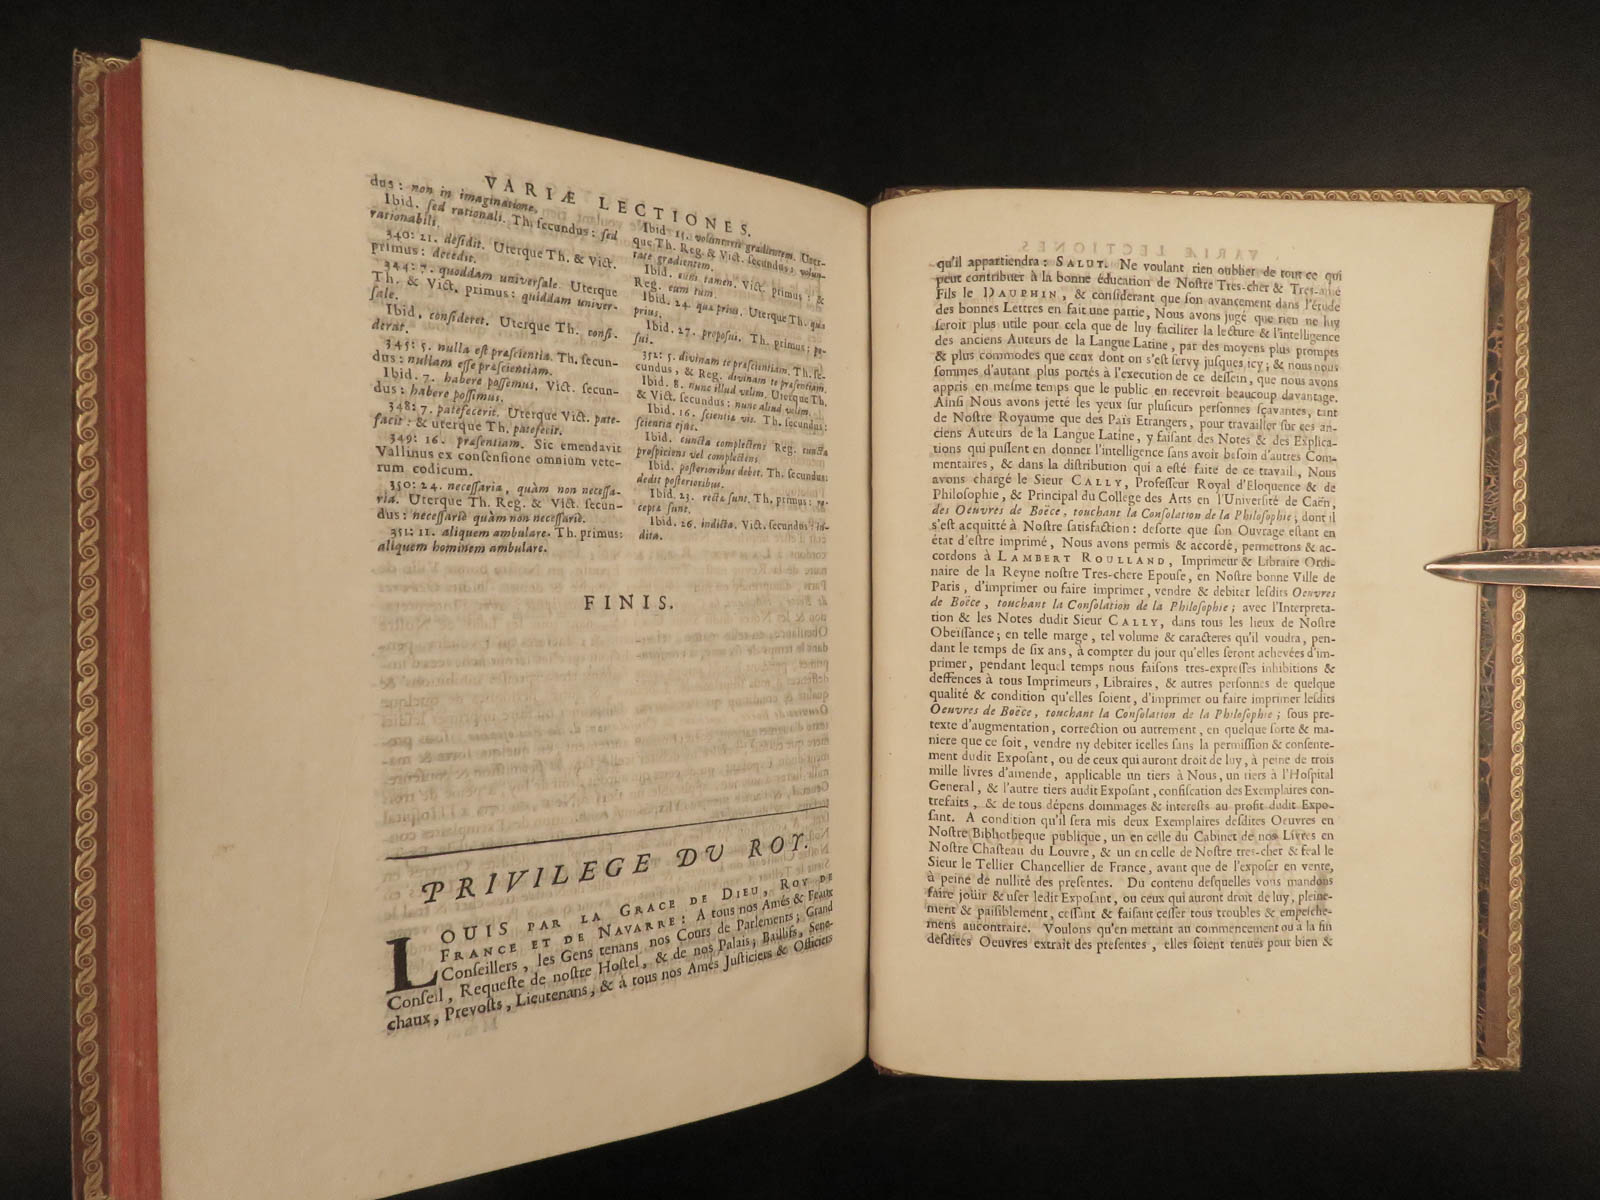 VARIÆ LECTIONES.
dus: non in imaginatione,
Ibid. ſed rationali. Th. ſecundus: ſed
rationabili.
340: 21. deſidit. Uterque Th. & Vict.
primus: decedit.
344: 7. quoddam univerſale. Uterque
Th. & Vict. primus: quiddam univer-
ſale.
Ibid. conſideret. Uterque Th. conſi-
derat.
345: 5. nulla eſt præſcientia. Th. ſecun-
dus: nullam eſſe præſcientiam.
Ibid. 7. habere poſſemus, Vict. ſecun-
dus: habere poſſimus.
348: 7. patefecerit. Uterque Vict. pate-
facit: & uterque Th. patefecit.
349: 16. præſentiam. Sic emendavit
Vallinus ex conſenſione omnium vete-
rum codicum.
350: 24. neceſſaria, quàm non neceſſa-
ria. Uterque Th. Reg. & Vict. ſecun-
dus: neceſſariè quàm non neceſſariè.
351: 11. aliquem ambulare. Th. primus:
aliquem hominem ambulare.
Ibid 15. voluntariè gradientem. Uter-
que Th. Reg. & Vict. ſecundus: volun-
tate gradientem.
Ibid. eum tamen. Vict. primus: &
Reg. eum tum.
Ibid. 24. qua prius. Uterque Th. quia
prius.
Ibid. 27. propoſui. Th. primus: po-
ſui.
352: 5. divinam te præſcientiam. Th. ſe-
cundus, & Reg. divinam te præſentiam.
Ibid. 8. nunc illud velim. Uterque Th.
& Vict. ſecundus: nunc aliud velim.
Ibid. 16. ſcientia vis. Th. ſecundus:
ſcientia ejus.
Ibid. cuncta complectens Reg. cuncta
proſpiciens vel complectens.
Ibid. poſterioribus debet. Th. ſecundus:
dedit poſterioribus.
Ibid. 23. recta ſunt. Th. primus: re-
cepta ſunt.
Ibid. 26. indicta. Vict. ſecundus: in-
dita.
FINIS.
PRIVILEGE DU ROY.
LOUIS PAR LA GRACE DE DIEU, ROY DE
FRANCE ET DE NAVARRE: A tous nos Amés & Feaux
Conſeillers, les Gens tenans nos Cours de Parlements; Grand
Conſeil, Requeſte de noſtre Hoſtel, & de nos Palais; Baillifs, Sene-
chaux, Prevoſts, Lieutenans, & à tous nos Amés Juſticiers & Officiers
qu'il appartiendra: SALUT. Ne voulant rien oublier de tout ce qui
peut contribuer à la bonne éducation de Noſtre Tres-cher & Tres-amé
Fils le DAUPHIN, & conſiderant que ſon avancement dans l'étude
des bonnes Lettres en fait une partie, Nous avons jugé que rien ne luy
ſeroit plus utile pour cela que de luy faciliter la lecture & l'intelligence
des anciens Auteurs de la Langue Latine, par des moyens plus prompts
& plus commodes que ceux dont on s'eſt ſervy juſques icy; & nous nous
ſommes d'autant plus portés à l'execution de ce deſſein, que nous avons
appris en meſme temps que le public en recevroit beaucoup davantage.
Ainſi Nous avons jetté les yeux ſur pluſieurs perſonnes ſçavantes, tant
de Noſtre Royaume que des Païs Etrangers, pour travailler ſur ces an-
ciens Auteurs de la Langue Latine, y faiſant des Notes & des Explica-
tions qui puſſent en donner l'intelligence ſans avoir beſoin d'autres Com-
mentaires, & dans la diſtribution qui a eſté faite de ce travail, Nous
avons chargé le Sieur CALLY, Profeſſeur Royal d'Eloquence & de
Philoſophie, & Principal du College des Arts en l'Univerſité de Caën,
des Oeuvres de Boëce, touchant la Conſolation de la Philoſophie; dont il
s'eſt acquitté à Noſtre ſatisfaction: deſorte que ſon Ouvrage eſtant en
état d'eſtre imprimé, Nous avons permis & accordé, permettons & ac-
cordons à LAMBERT ROULLAND, Imprimeur & Libraire Ordi-
naire de la Reyne noſtre Tres-chere Epouſe, en Noſtre bonne Ville de
Paris, d'imprimer ou faire imprimer, vendre & debiter leſdits Oeuvres
de Boëce, touchant la Conſolation de la Philoſophie; avec l'Interpreta-
tion & les Notes dudit Sieur CALLY, dans tous les lieux de Noſtre
Obeïſſance; en telle marge, tel volume & caracteres qu'il voudra, pen-
dant le temps de ſix ans, à compter du jour qu'elles ſeront achevées d'im-
primer, pendant lequel temps nous faiſons tres-expreſſes inhibitions &
deffences à tous Imprimeurs, Libraires, & autres perſonnes de quelque
qualité & condition qu'elles ſoient, d'imprimer ou faire imprimer leſdits
Oeuvres de Boëce, touchant la Conſolation de la Philoſophie; ſous pre-
texte d'augmentation, correction ou autrement, en quelque ſorte & ma-
niere que ce ſoit, vendre ny debiter icelles ſans la permiſſion & conſente-
ment dudit Expoſant, ou de ceux qui auront droit de luy, à peine de trois
mille livres d'amende, applicable un tiers à Nous, un tiers à l'Hoſpital
General, & l'autre tiers audit Expoſant, confiſcation des Exemplaires con-
trefaits, & de tous dépens dommages & intereſts au profit dudit Expo-
ſant. A condition qu'il ſera mis deux Exemplaires deſdites Oeuvres en
Noſtre Bibliotheque publique, un en celle du Cabinet de nos Livres en
Noſtre Chaſteau du Louvre, & un en celle de Noſtre tres-cher & feal le
Sieur le Tellier Chancellier de France, avant que de l'expoſer en vente,
à peine de nullité des preſentes. Du contenu deſquelles vous mandons
faire joüir & uſer ledit Expoſant, ou ceux qui auront droit de luy, pleine-
ment & paiſiblement, ceſſant & faiſant ceſſer tous troubles & empeſche-
mens aucontraire. Voulons qu'en mettant au commencement ou à la fin
deſdites Oeuvres extrait des preſentes, elles ſoient tenues pour bien &